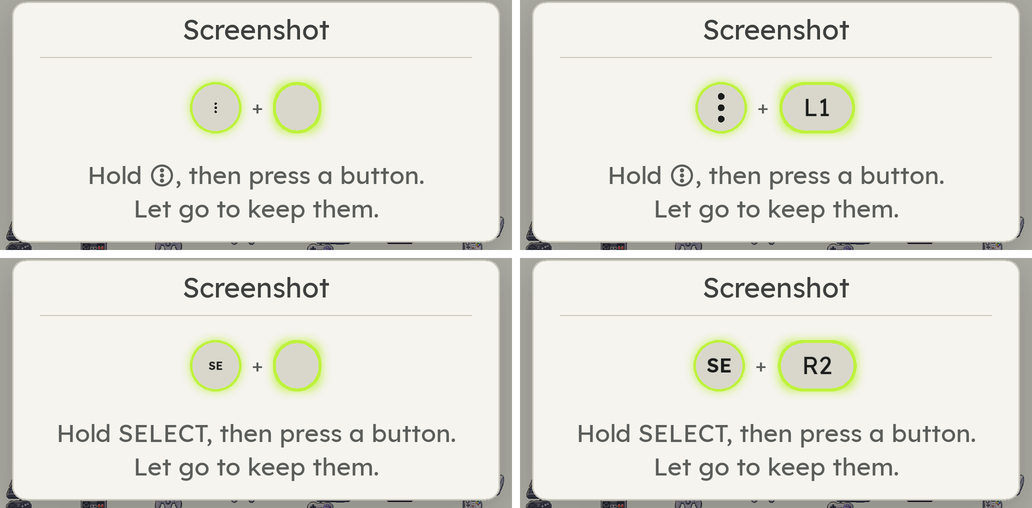 Screenshot
⋮ +
Hold ⋮, then press a button.
Let go to keep them.
Screenshot
⋮ + L1
Hold ⋮, then press a button.
Let go to keep them.
Screenshot
SE +
Hold SELECT, then press a button.
Let go to keep them.
Screenshot
SE + R2
Hold SELECT, then press a button.
Let go to keep them.